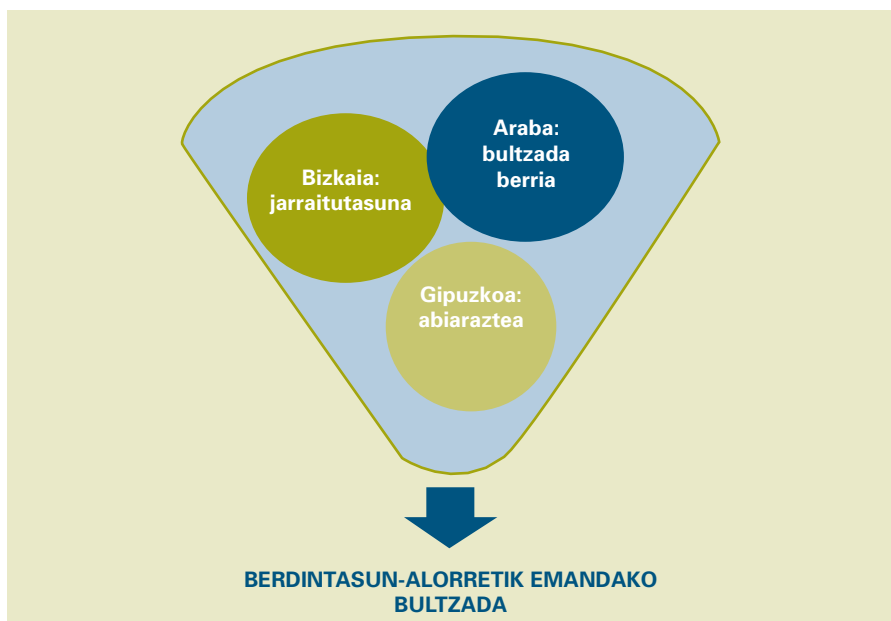 Araba:
bultzada
berria
Bizkaia:
jarraitutasuna
Gipuzkoa:
abiaraztea
BERDINTASUN-ALORRETIK EMANDAKO
BULTZADA